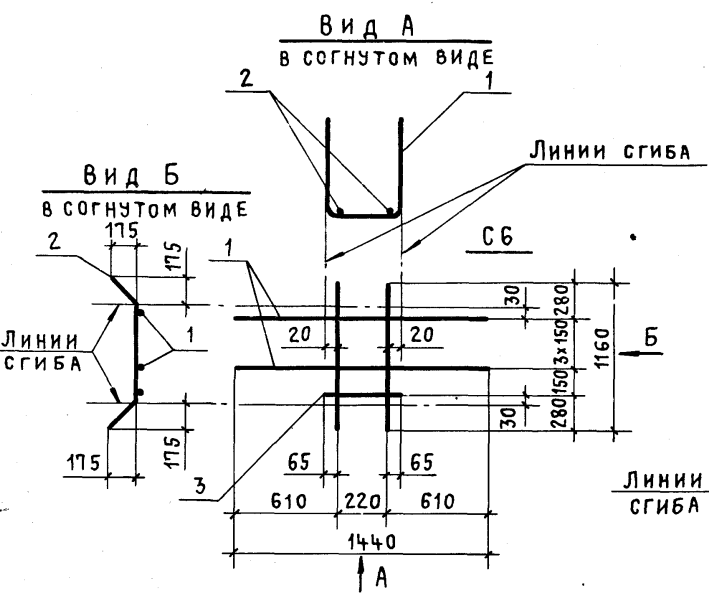 Вид А
в согнутом виде
2
1
Линии сгиба
Вид Б
в согнутом виде
С6
175
2
175
1
Линии
сгиба
1
175
175
30
280
20
20
3х150
1160
Б
150
30
280
65
65
3
610
220
610
1440
А
Линии
сгиба